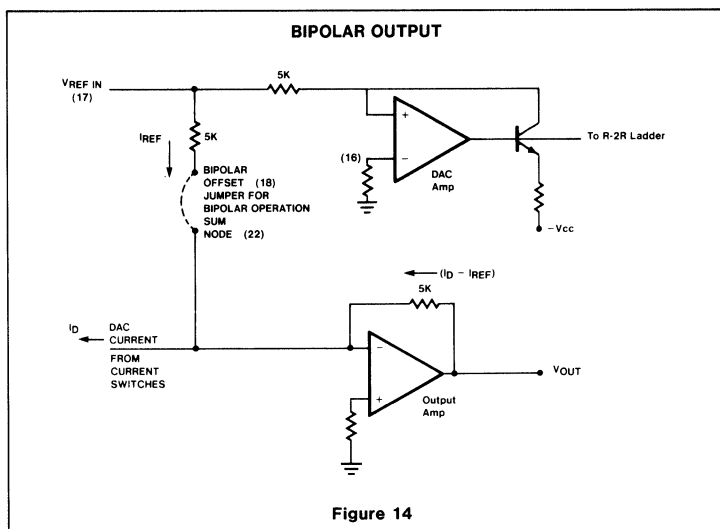 BIPOLAR OUTPUT
5K
VREF IN
(17)
IREF
5K
+
−
(16)
DAC
Amp
To R-2R Ladder
BIPOLAR
OFFSET (18)
JUMPER FOR
BIPOLAR OPERATION
SUM
NODE (22)
−VCC
(ID − IREF)
5K
ID
DAC
CURRENT
FROM
CURRENT
SWITCHES
−
+
Output
Amp
VOUT
Figure 14